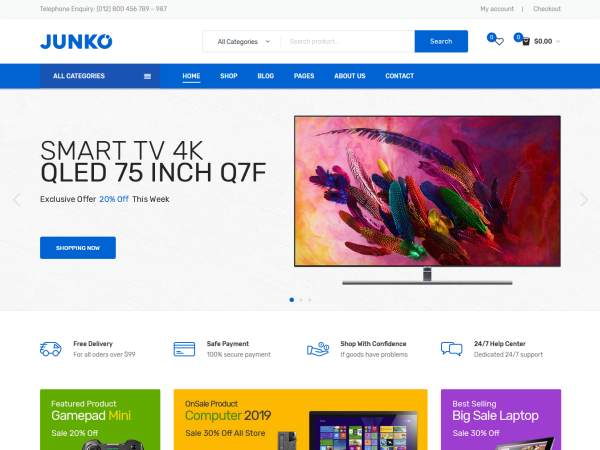 Telephone Enquiry: (012) 800 456 789 – 987
My account | Checkout
JUNKO
All Categories
Search product...
Search
0
0
$0.00
ALL CATEGORIES
HOME
SHOP
BLOG
PAGES
ABOUT US
CONTACT
SMART TV 4K
QLED 75 INCH Q7F
Exclusive Offer 20% Off This Week
SHOPPING NOW
Free Delivery
For all oders over $99
Safe Payment
100% secure payment
Shop With Confidence
If goods have problems
24/7 Help Center
Dedicated 24/7 support
Featured Product
Gamepad Mini
Sale 20% Off
OnSale Product
Computer 2019
Sale 30% Off All Store
Best Selling
Big Sale Laptop
Sale 30% Off